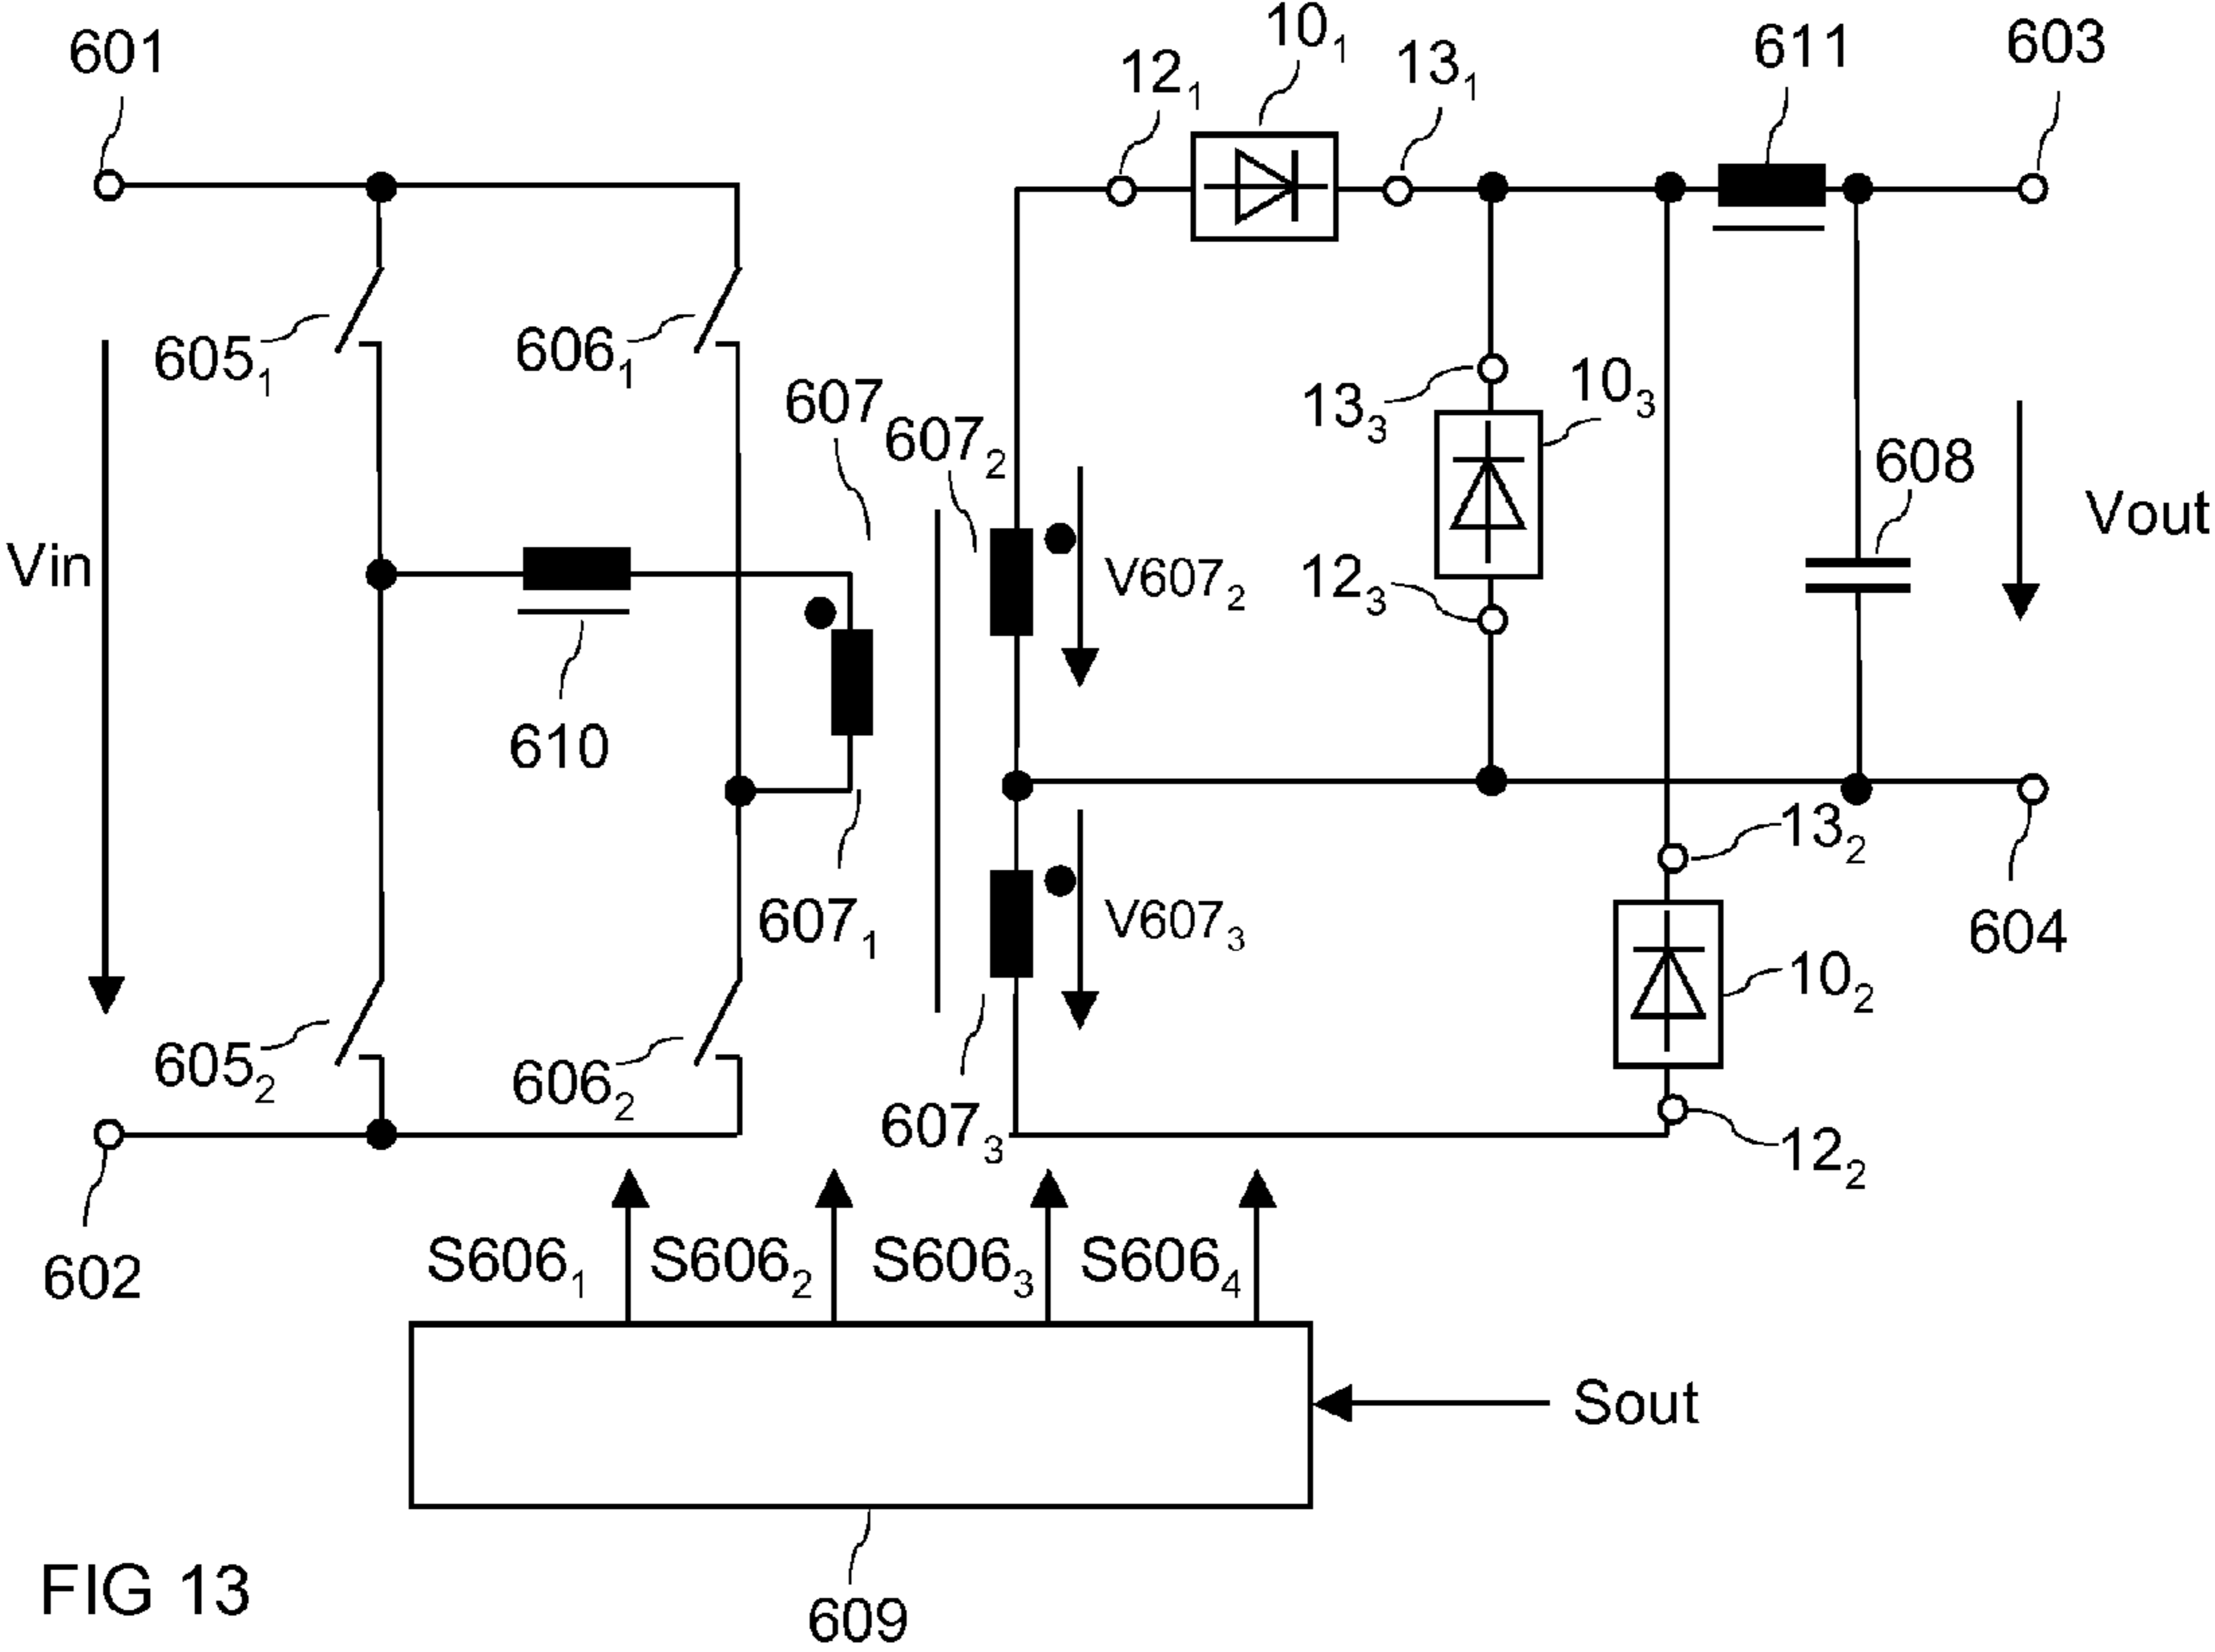 601
12₁
10₁
13₁
611
603
605₁
606₁
607
607₂
13₃
10₃
608
Vin
V607₂
12₃
Vout
610
607₁
V607₃
13₂
604
10₂
605₂
606₂
607₃
12₂
602
S606₁
S606₂
S606₃
S606₄
Sout
FIG 13
609